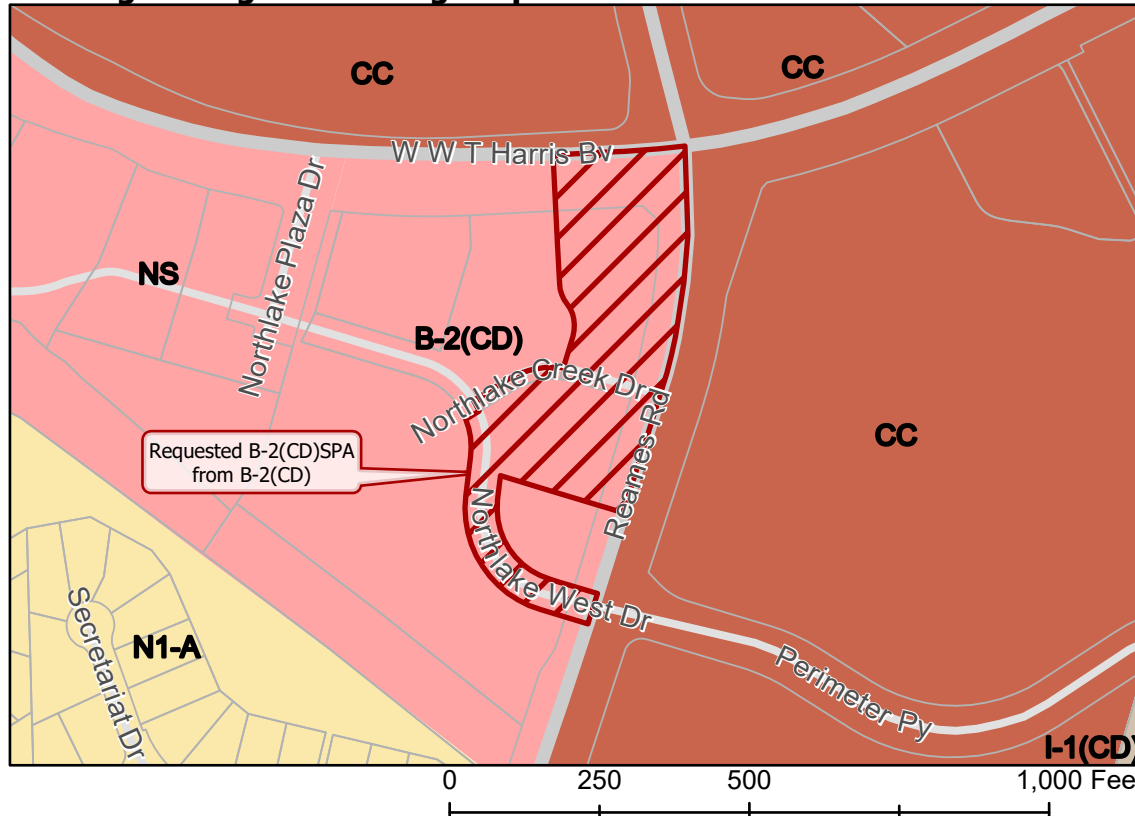 CC
CC
W W T Harris Bv
Northlake Plaza Dr
NS
B-2(CD)
Northlake Creek Dr
Reames Rd
CC
Requested B-2(CD)SPA
from B-2(CD)
Northlake West Dr
N
Secretariat Dr
N1-A
Perimeter Py
I-1(CD)
0 250 500 1,000 Fee